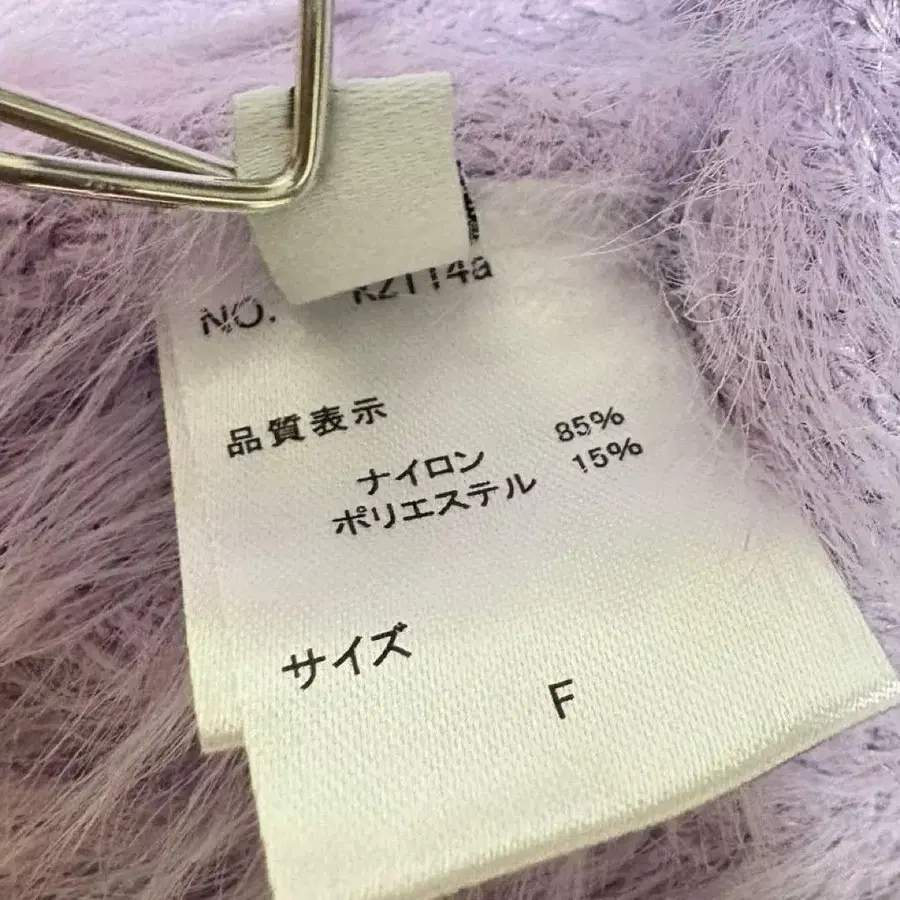 NO. KZ114a
品質表示
ナイロン 85%
ポリエステル 15%
サイズ
F